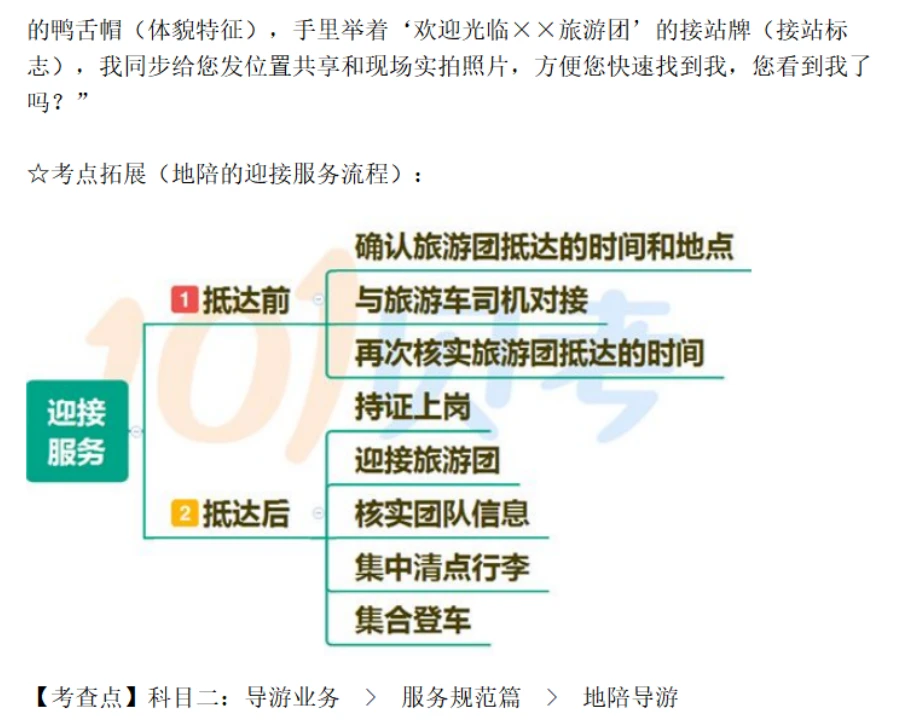 的鸭舌帽（体貌特征），手里举着‘欢迎光临××旅游团’的接站牌（接站标
志），我同步给您发位置共享和现场实拍照片，方便您快速找到我，您看到我了
吗？”
☆考点拓展（地陪的迎接服务流程）：
迎接
服务
1 抵达前
确认旅游团抵达的时间和地点
与旅游车司机对接
再次核实旅游团抵达的时间
2 抵达后
持证上岗
迎接旅游团
核实团队信息
集中清点行李
集合登车
101贝考
【考查点】科目二：导游业务 > 服务规范篇 > 地陪导游